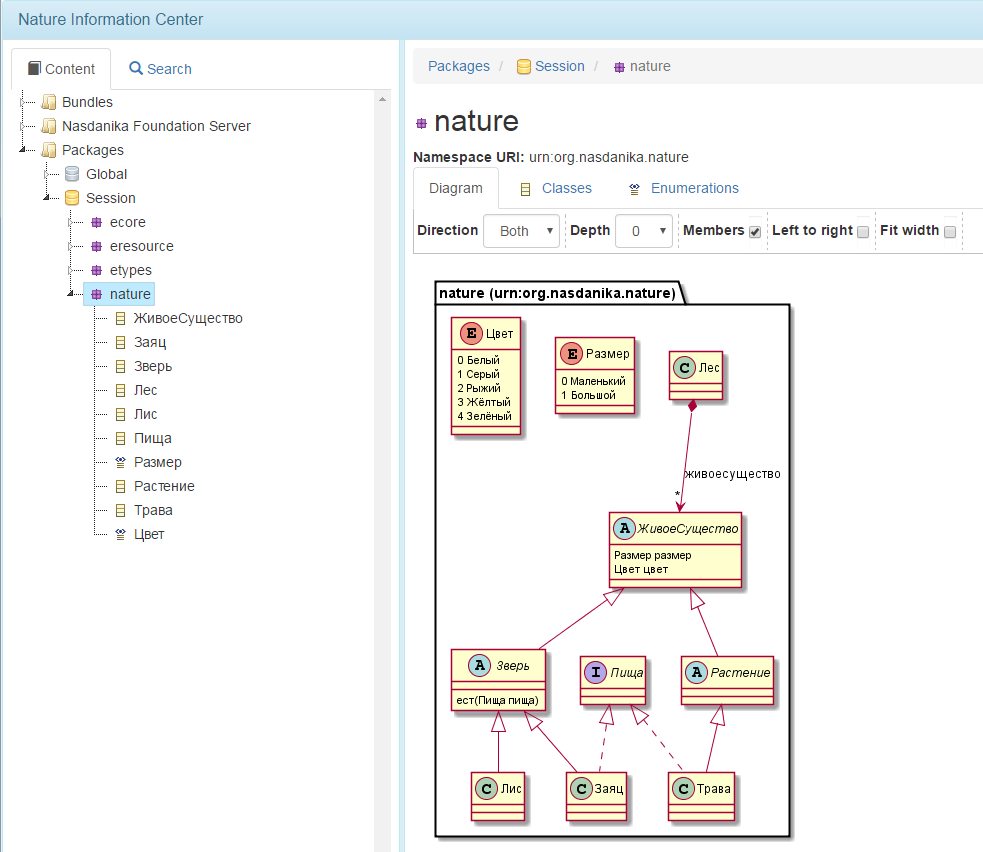 Nature Information Center
Content
Search
Bundles
Nasdanika Foundation Server
Packages
Global
Session
ecore
eresource
etypes
nature
ЖивоеСущество
Заяц
Зверь
Лес
Лис
Пища
Размер
Растение
Трава
Цвет
Packages / Session / nature
nature
Namespace URI: urn:org.nasdanika.nature
Diagram Classes Enumerations
Direction Both Depth 0 Members Left to right Fit width
nature (urn:org.nasdanika.nature)
E Цвет
0 Белый
1 Серый
2 Рыжий
3 Жёлтый
4 Зелёный
E Размер
0 Маленький
1 Большой
C Лес
живоесущество
*
A ЖивоеСущество
Размер размер
Цвет цвет
A Зверь
ест(Пища пища)
I Пища
A Растение
C Лис
C Заяц
C Трава